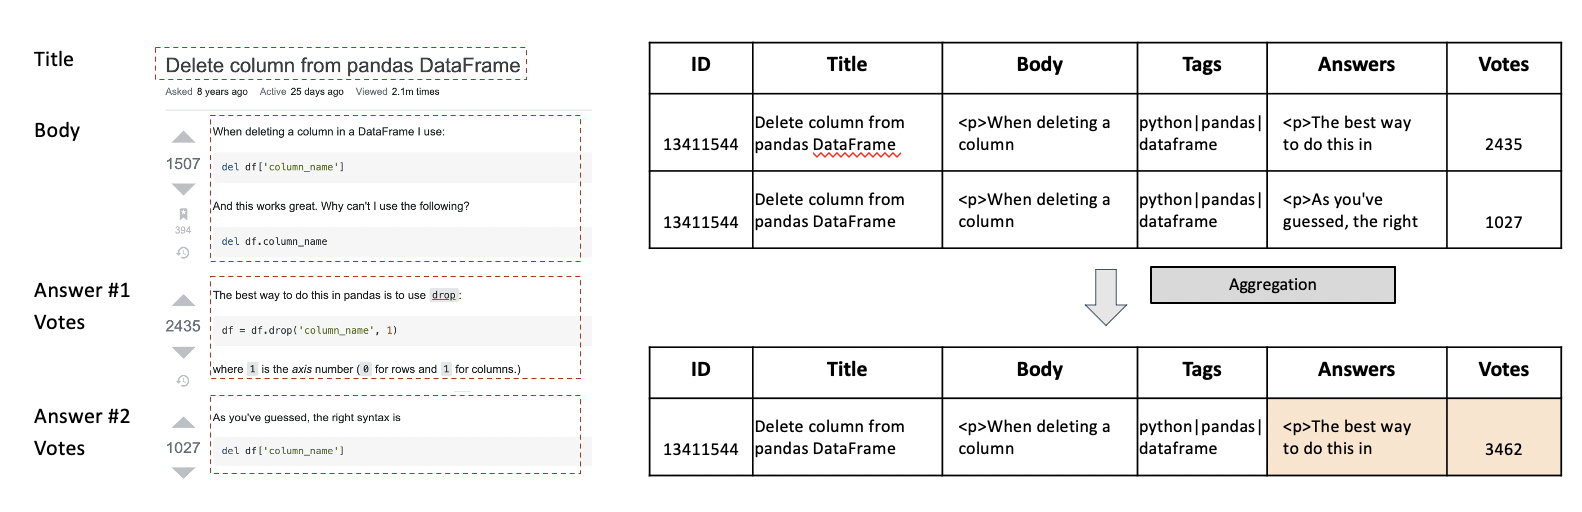 Title
Delete column from pandas DataFrame
Asked 8 years ago Active 25 days ago Viewed 2.1m times
Body
When deleting a column in a DataFrame I use:
1507
del df['column_name']
And this works great. Why can't I use the following?
394
del df.column_name
Answer #1
Votes
The best way to do this in pandas is to use drop:
2435
df = df.drop('column_name', 1)
where 1 is the axis number (0 for rows and 1 for columns.)
Answer #2
Votes
As you've guessed, the right syntax is
1027
del df['column_name']
ID Title Body Tags Answers Votes
13411544
Delete column from
pandas DataFrame
<p>When deleting a
column
python|pandas|
dataframe
<p>The best way
to do this in
2435
13411544
Delete column from
pandas DataFrame
<p>When deleting a
column
python|pandas|
dataframe
<p>As you've
guessed, the right
1027
Aggregation
ID Title Body Tags Answers Votes
13411544
Delete column from
pandas DataFrame
<p>When deleting a
column
python|pandas|
dataframe
<p>The best way
to do this in
3462